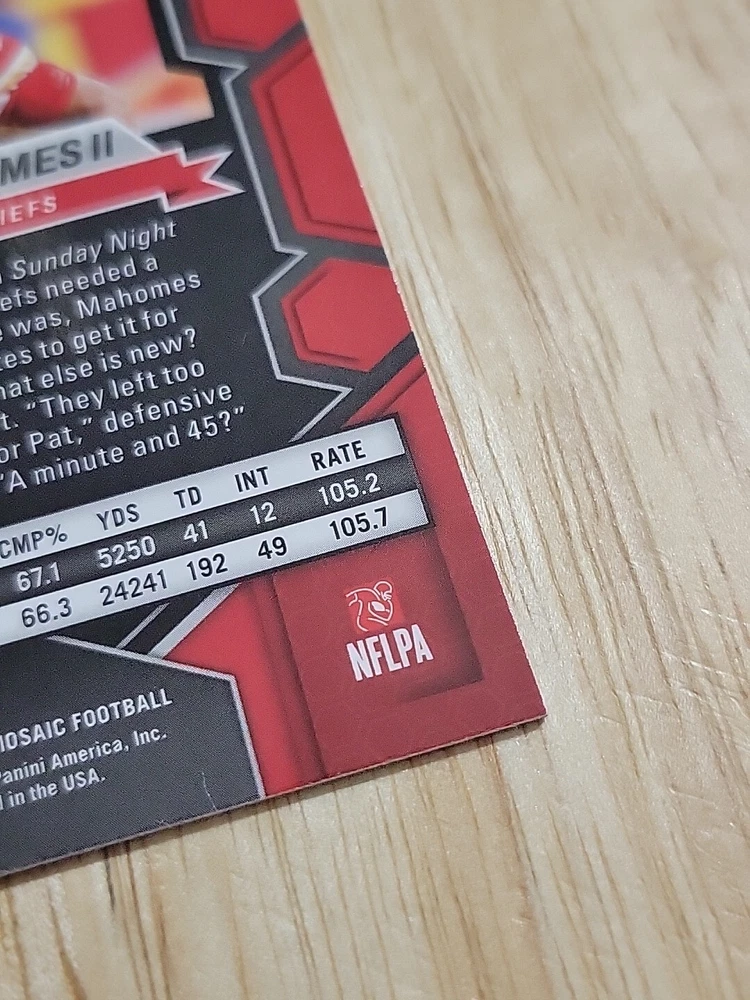 MES II
IEFS
Sunday Night
efs needed a
e was, Mahomes
es to get it for
hat else is new?
t. “They left too
or Pat,” defensive
“A minute and 45?”
CMP% YDS TD INT RATE
67.1 5250 41 12 105.2
66.3 24241 192 49 105.7
NFLPA
MOSAIC FOOTBALL
Panini America, Inc.
in the USA.